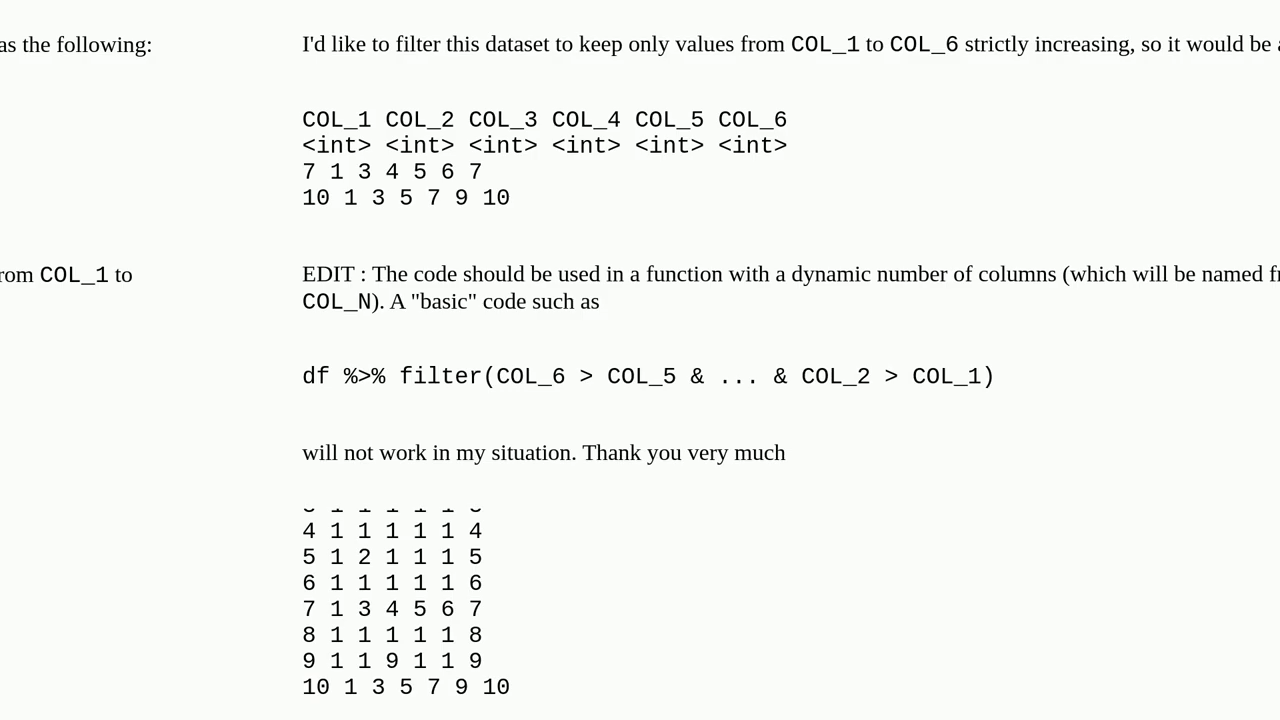 as the following:
I'd like to filter this dataset to keep only values from COL_1 to COL_6 strictly increasing, so it would be
COL_1 COL_2 COL_3 COL_4 COL_5 COL_6
<int> <int> <int> <int> <int> <int>
7 1 3 4 5 6 7
10 1 3 5 7 9 10
COL_1 to
EDIT : The code should be used in a function with a dynamic number of columns (which will be named
COL_N). A "basic" code such as
df %>% filter(COL_6 > COL_5 & ... & COL_2 > COL_1)
will not work in my situation. Thank you very much
4 1 1 1 1 1 4
5 1 2 1 1 1 5
6 1 1 1 1 1 6
7 1 3 4 5 6 7
8 1 1 1 1 1 8
9 1 1 9 1 1 9
10 1 3 5 7 9 10